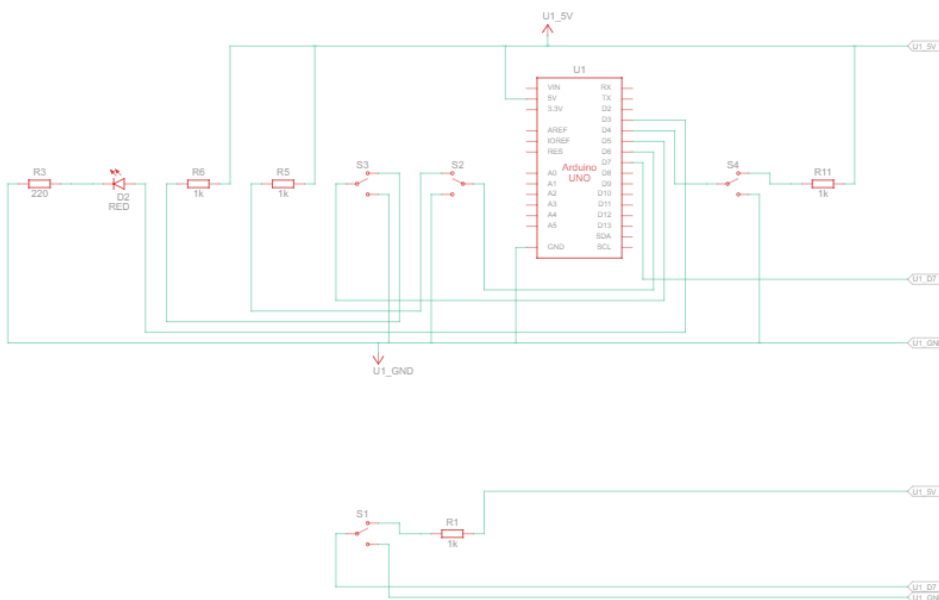 U1_5V
U1_5V
U1
VIN
5V
3.3V
AREF
IOREF
RES
A0
A1
A2
A3
A4
A5
GND
RX
TX
D2
D3
D4
D5
D6
D7
D8
D9
D10
D11
D12
D13
SDA
SCL
Arduino
UNO
R3
220
D2
RED
R6
1k
R5
1k
S3
S2
S4
R11
1k
U1_D7
U1_GN
U1_GND
U1_5V
S1
R1
1k
U1_D7
U1_GN